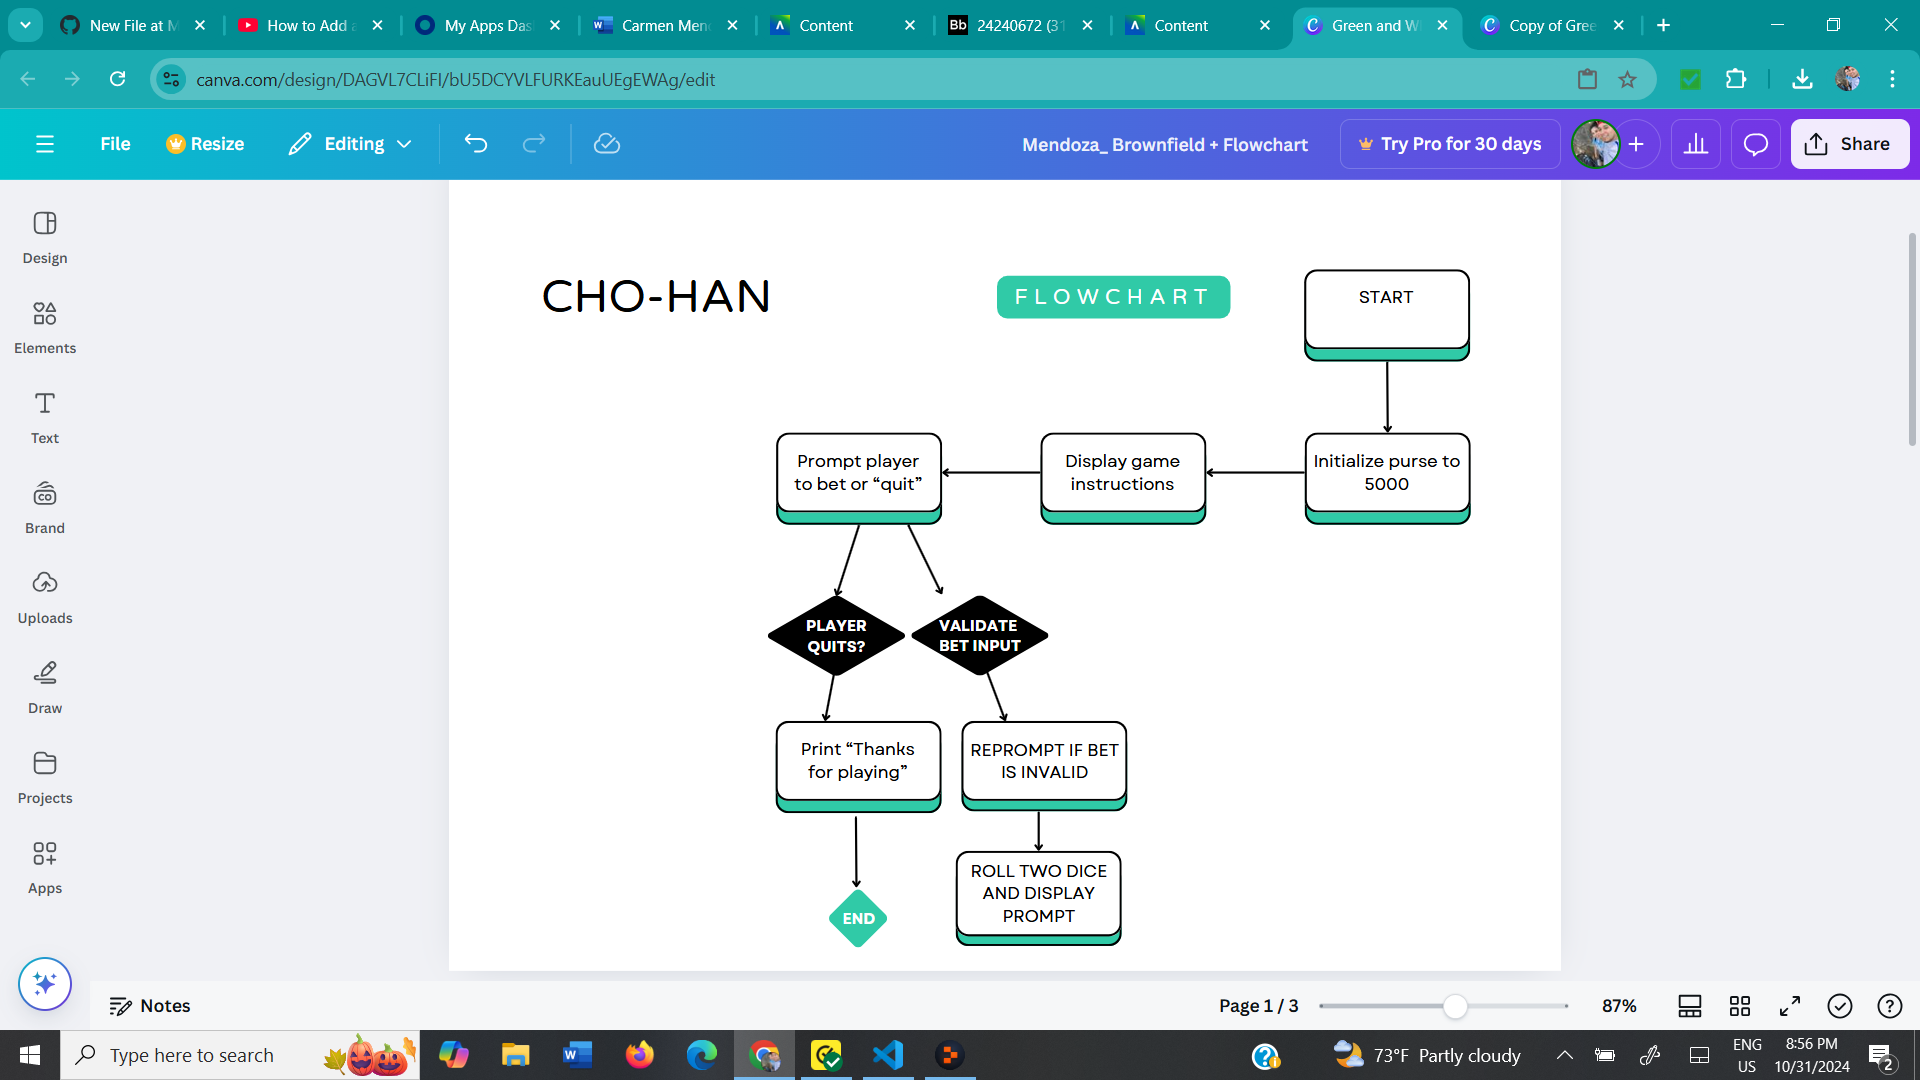 New File at M
How to Add a
My Apps Das
Carmen Men
Content
24240672 (31
Content
Green and W
Copy of Gree
canva.com/design/DAGVL7CLiFI/bU5DCYVLFURKEauUEgEWAg/edit
File
Resize
Editing
Mendoza_ Brownfield + Flowchart
Try Pro for 30 days
Share
Design
Elements
Text
Brand
Uploads
Draw
Projects
Apps
CHO-HAN
FLOWCHART
START
Prompt player
to bet or “quit”
Display game
instructions
Initialize purse to
5000
PLAYER
QUITS?
VALIDATE
BET INPUT
Print “Thanks
for playing”
REPROMPT IF BET
IS INVALID
END
ROLL TWO DICE
AND DISPLAY
PROMPT
Notes
Page 1 / 3
87%
Type here to search
73°F Partly cloudy
ENG
US
8:56 PM
10/31/2024
2